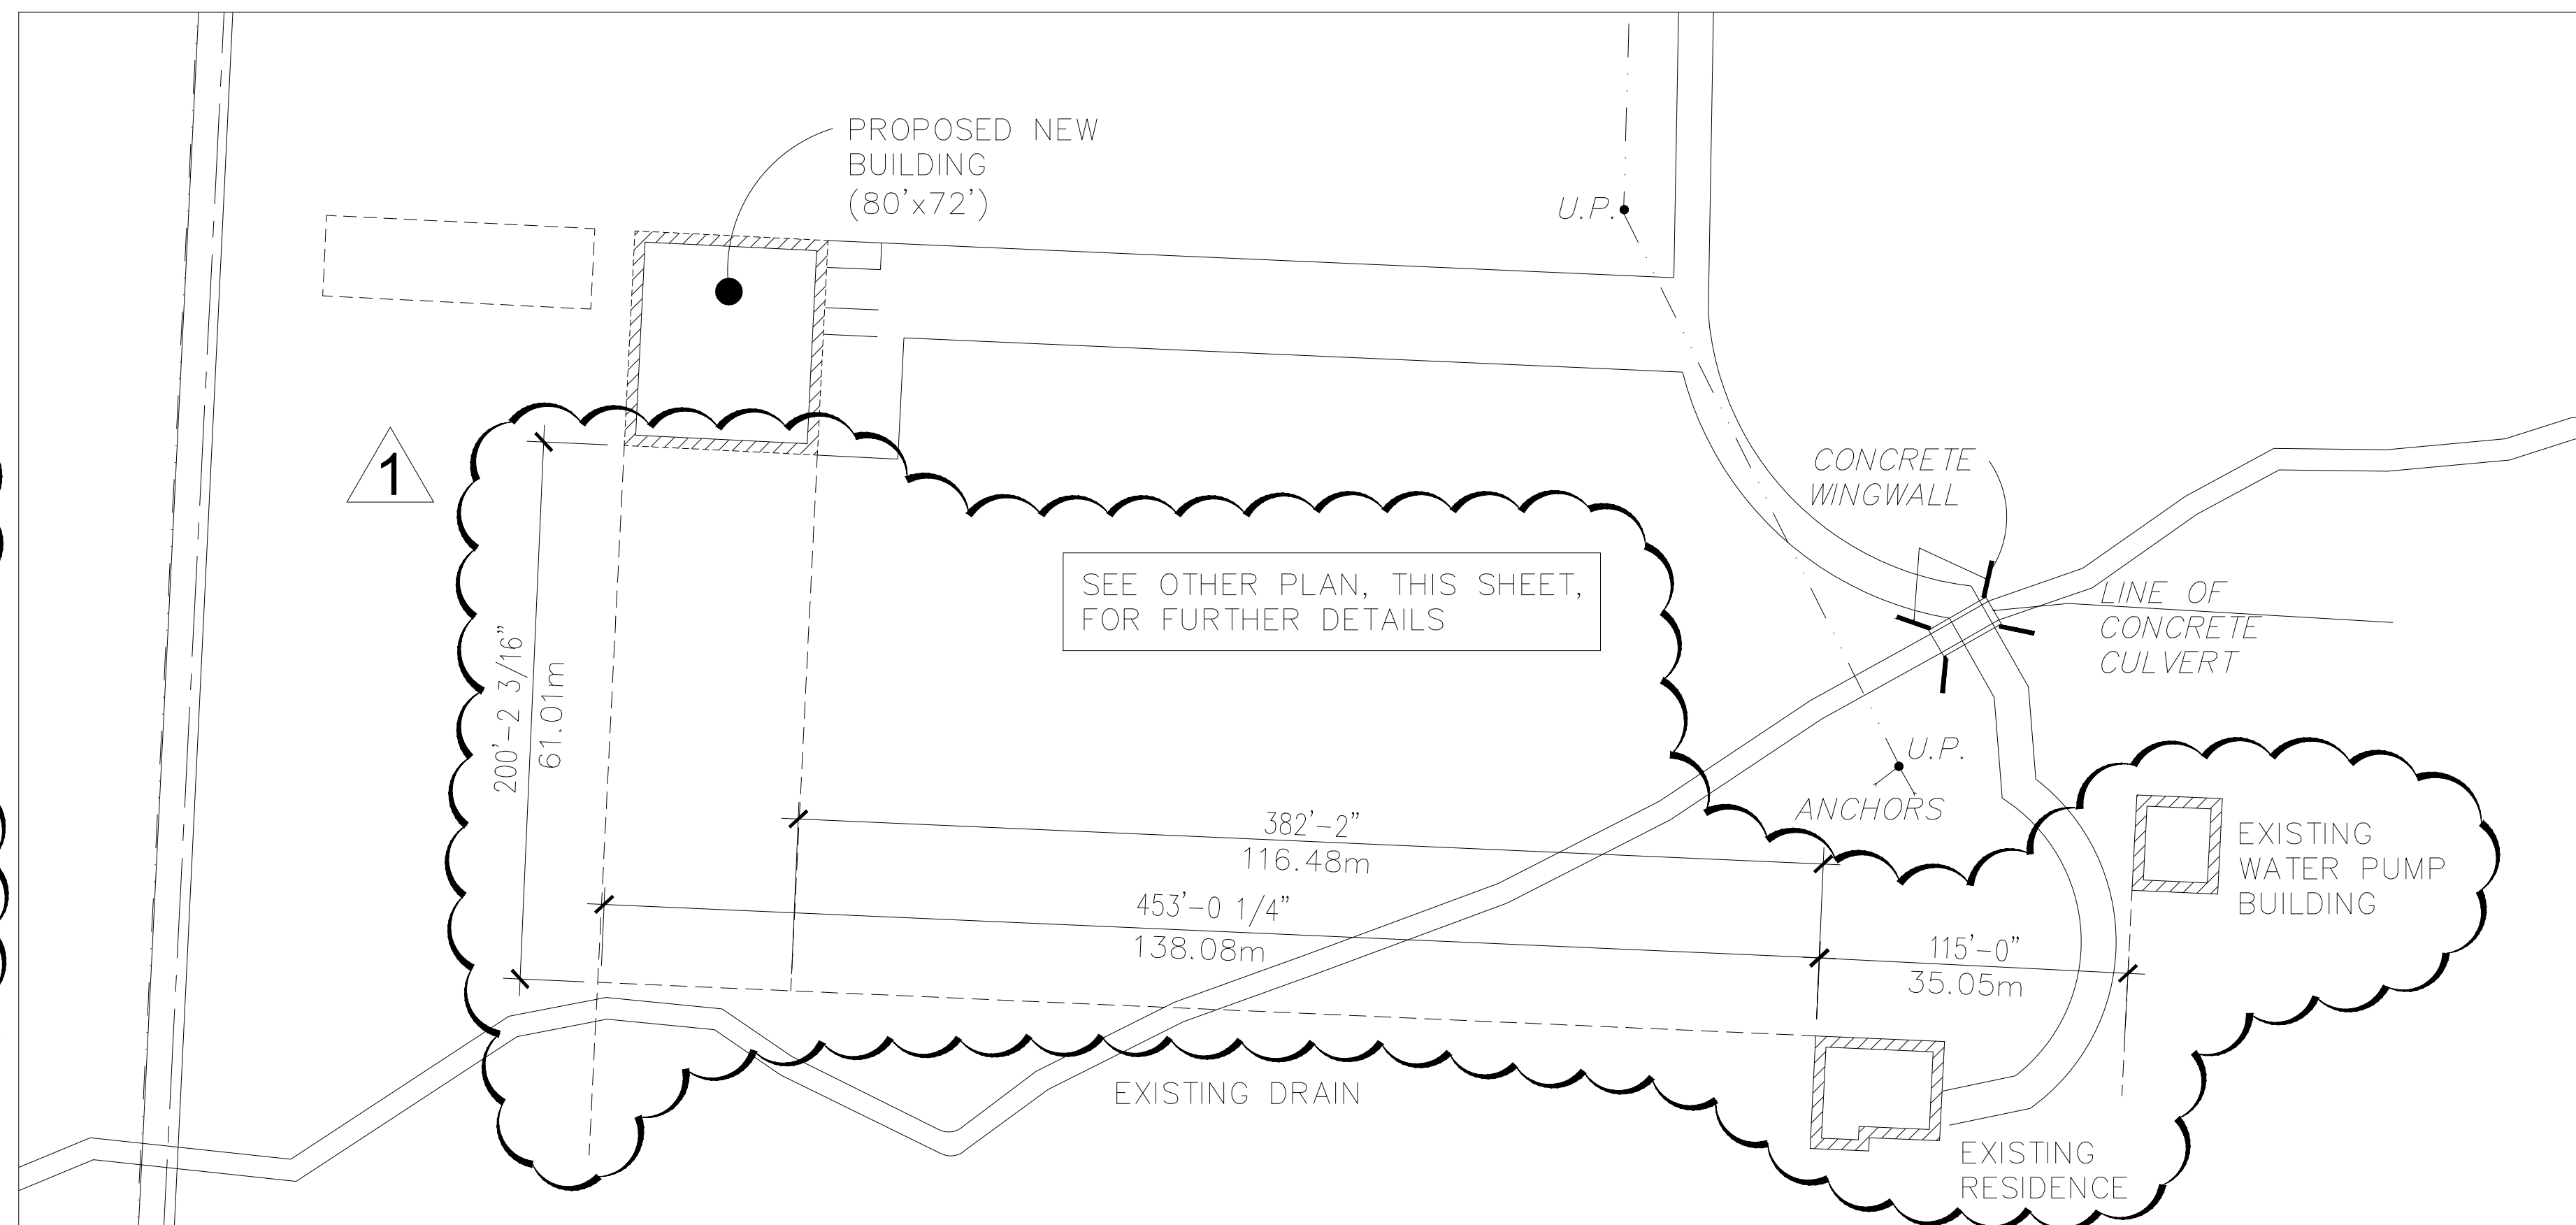 PROPOSED NEW
BUILDING
(80'x72')
U.P.
1
CONCRETE
WINGWALL
SEE OTHER PLAN, THIS SHEET,
FOR FURTHER DETAILS
LINE OF
CONCRETE
CULVERT
200'-2 3/16"
61.01m
U.P.
ANCHORS
382'-2"
116.48m
EXISTING
WATER PUMP
BUILDING
453'-0 1/4"
138.08m
115'-0"
35.05m
EXISTING DRAIN
EXISTING
RESIDENCE